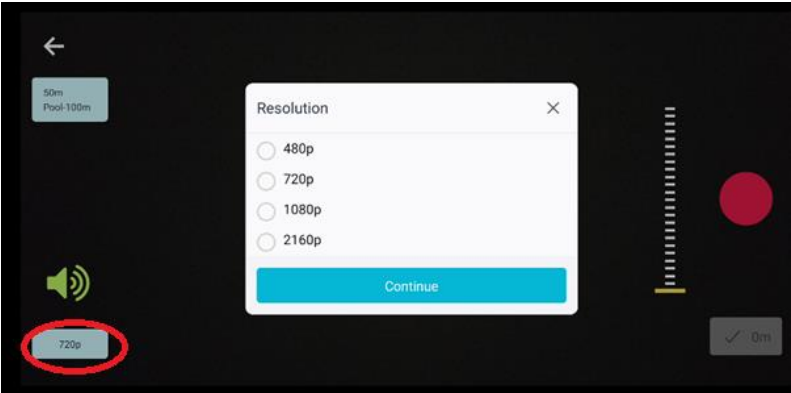 50m
Pool-100m
Resolution
480p
720p
1080p
2160p
Continue
720p
0m